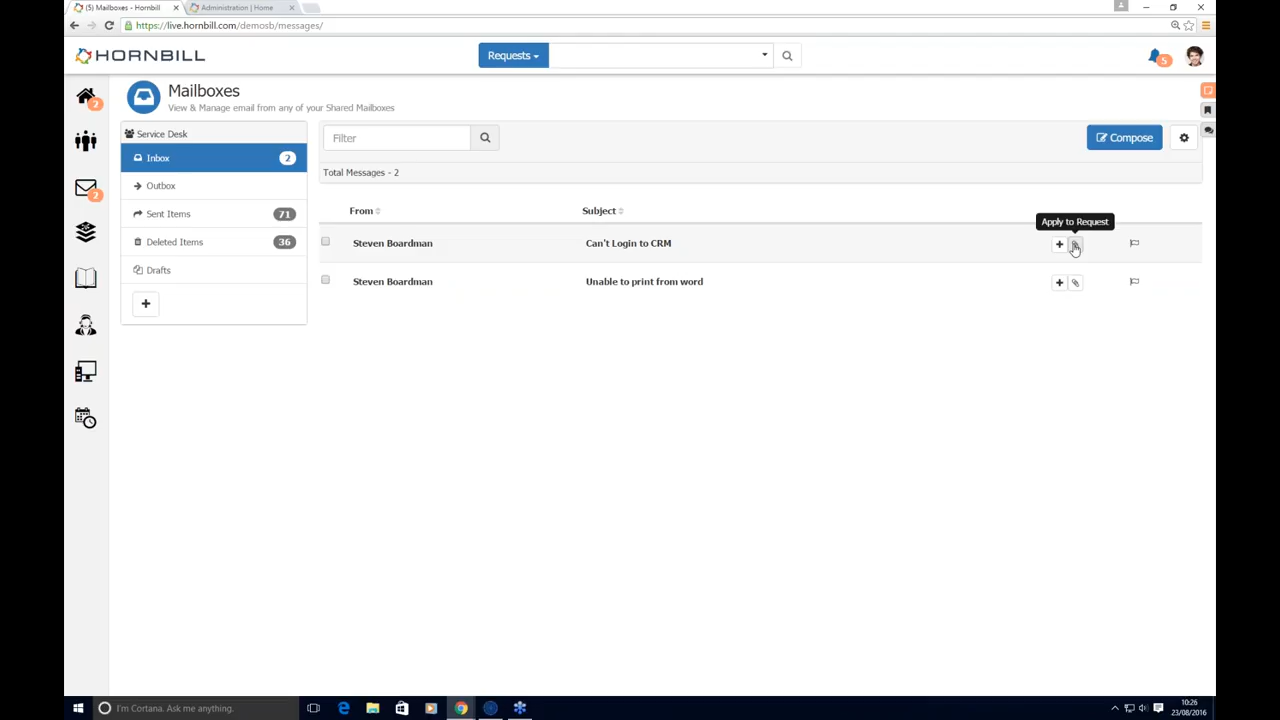 (5) Mailboxes - Hornbill
Administration | Home
https://live.hornbill.com/demosb/messages/
HORNBILL
Requests
5
2
Mailboxes
View & Manage email from any of your Shared Mailboxes
Service Desk
Inbox 2
Outbox
Sent Items 71
Deleted Items 36
Drafts
2
Filter
Compose
Total Messages - 2
From Subject
Apply to Request
Steven Boardman Can't Login to CRM
Steven Boardman Unable to print from word
I'm Cortana. Ask me anything.
10:26
23/08/2016